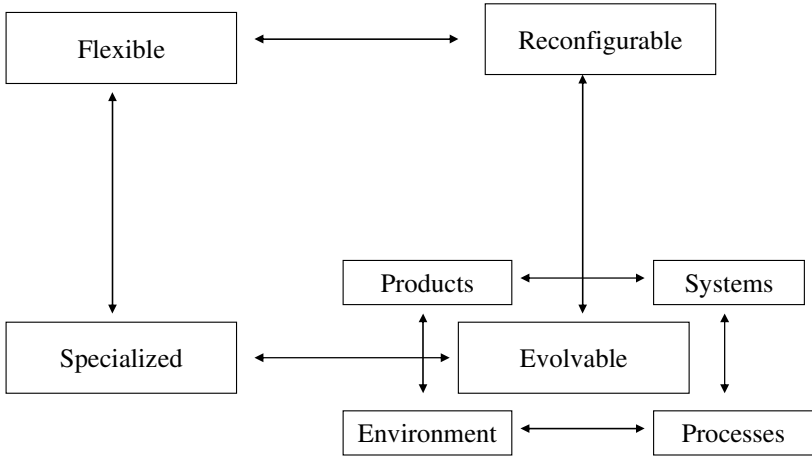 Flexible
Reconfigurable
Products
Systems
Specialized
Evolvable
Environment
Processes